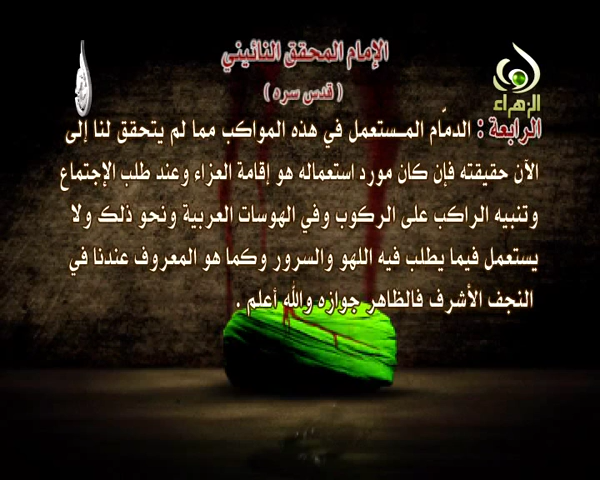 الإمام المحقق النائيني
( قدس سره )
الزهراء
الرابعة : الدمّام المـستعمل في هذه المواكب مما لم يتحقق لنا إلى
الآن حقيقته فإن كان مورد استعماله هو إقامة العزاء وعند طلب الإجتماع
وتنبيه الراكب على الركوب وفي الهوسات العربية ونحو ذلك ولا
يستعمل فيما يطلب فيه اللهو والسرور وكما هو المعروف عندنا في
النجف الأشرف فالظاهر جوازه والله أعلم .